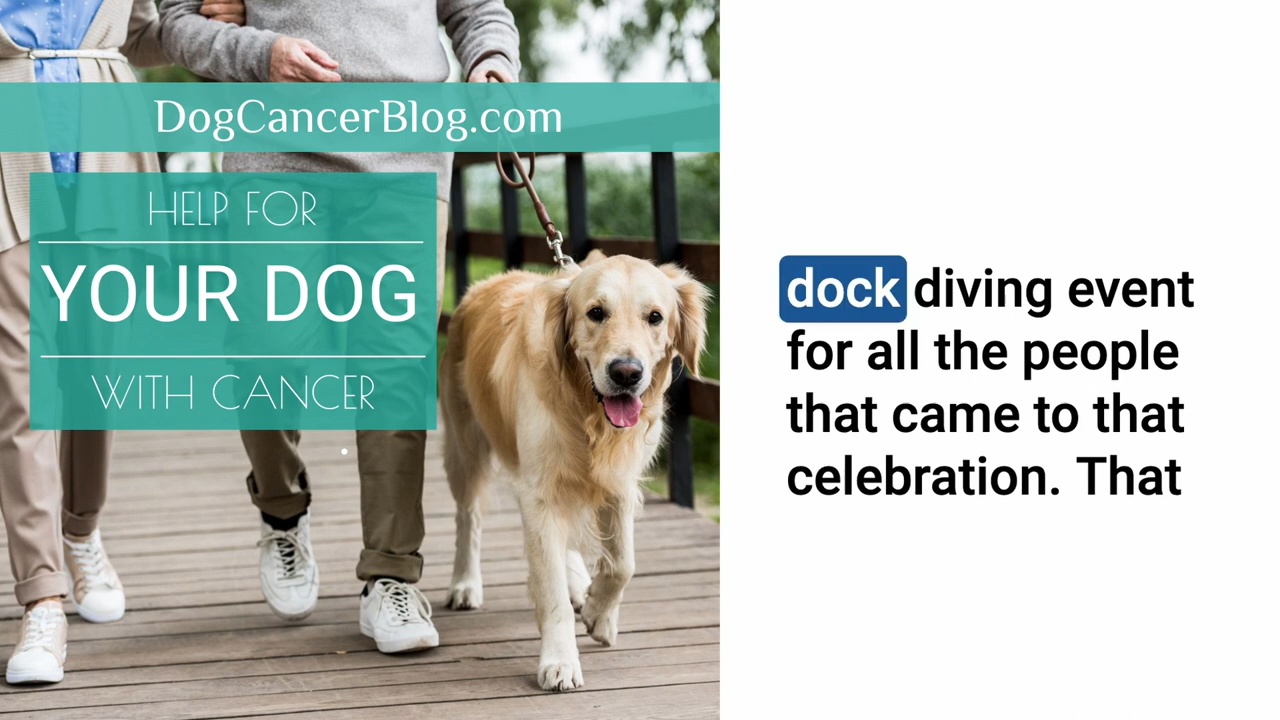 DogCancerBlog.com
HELP FOR
YOUR DOG
WITH CANCER
dock diving event
for all the people
that came to that
celebration. That